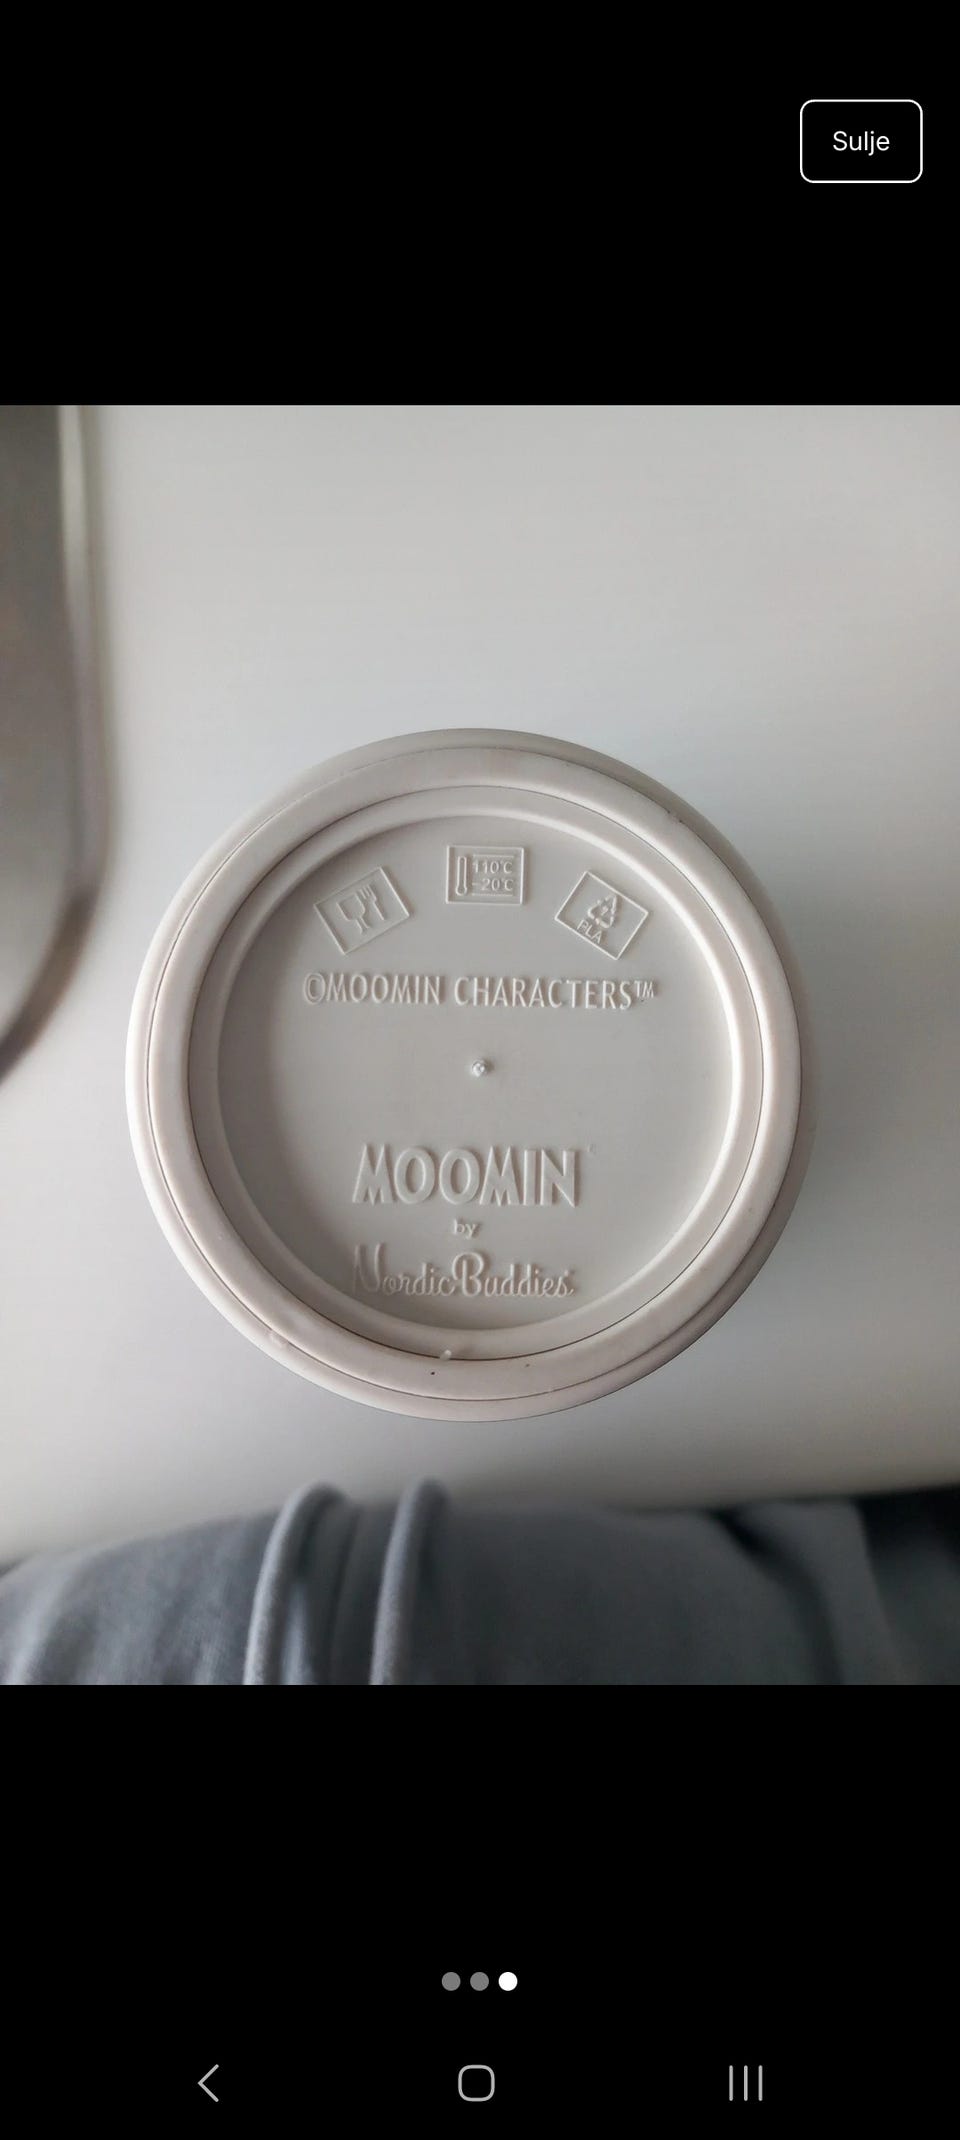 Sulje
110°C
-20°C
PLA
©MOOMIN CHARACTERS™
MOOMIN
by
NordicBuddies